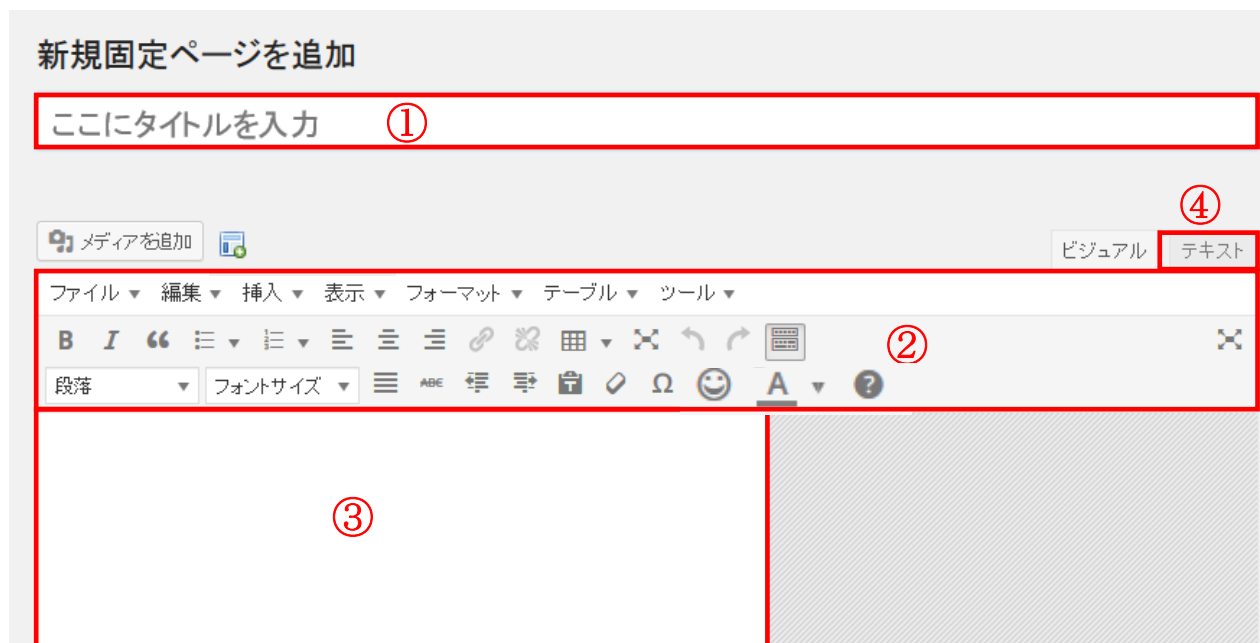 新規固定ページを追加
ここにタイトルを入力 ①
④
メディアを追加 ビジュアル テキスト
ファイル ▼ 編集 ▼ 挿入 ▼ 表示 ▼ フォーマット ▼ テーブル ▼ ツール ▼
B I ②
段落 ▼ フォントサイズ ▼ ABC T Ω A ▼ ?
③